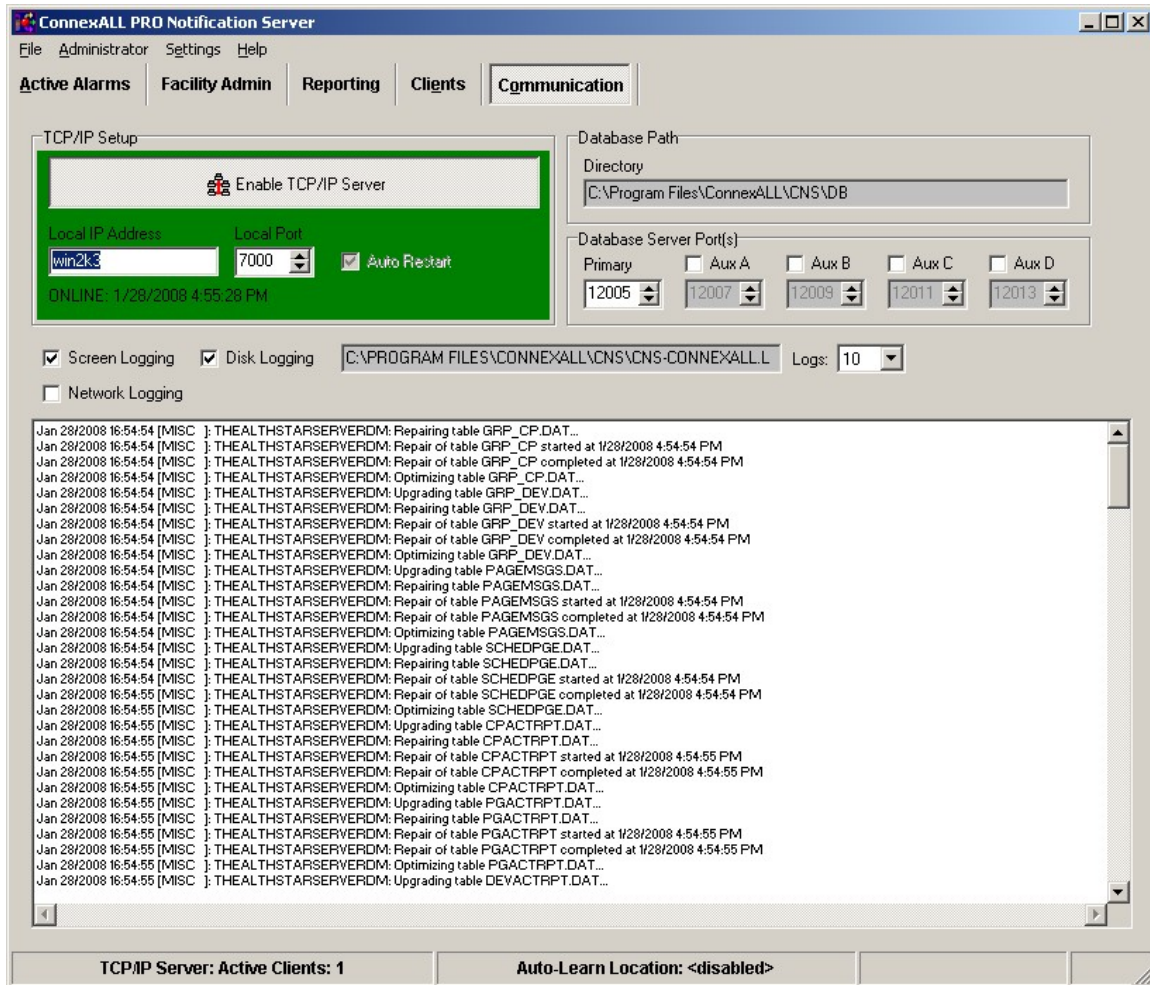 ConnexALL PRO Notification Server
File Administrator Settings Help
Active Alarms Facility Admin Reporting Clients Communication
TCP/IP Setup
Enable TCP/IP Server
Local IP Address Local Port
win2k3 7000 Auto Restart
ONLINE: 1/28/2008 4:55:28 PM
Database Path
Directory
C:\Program Files\ConnexALL\CNS\DB
Database Server Port(s)
Primary Aux A Aux B Aux C Aux D
12005 12007 12009 12011 12013
Screen Logging Disk Logging C:\PROGRAM FILES\CONNEXALL\CNS\CNS-CONNEXALL.L Logs: 10
Network Logging
Jan 28/2008 16:54:54 [MISC ]: THEALTHSTARSERVERDM: Repairing table GRP_CP.DAT...
Jan 28/2008 16:54:54 [MISC ]: THEALTHSTARSERVERDM: Repair of table GRP_CP started at 1/28/2008 4:54:54 PM
Jan 28/2008 16:54:54 [MISC ]: THEALTHSTARSERVERDM: Repair of table GRP_CP completed at 1/28/2008 4:54:54 PM
Jan 28/2008 16:54:54 [MISC ]: THEALTHSTARSERVERDM: Optimizing table GRP_CP.DAT...
Jan 28/2008 16:54:54 [MISC ]: THEALTHSTARSERVERDM: Upgrading table GRP_DEV.DAT...
Jan 28/2008 16:54:54 [MISC ]: THEALTHSTARSERVERDM: Repairing table GRP_DEV.DAT...
Jan 28/2008 16:54:54 [MISC ]: THEALTHSTARSERVERDM: Repair of table GRP_DEV started at 1/28/2008 4:54:54 PM
Jan 28/2008 16:54:54 [MISC ]: THEALTHSTARSERVERDM: Repair of table GRP_DEV completed at 1/28/2008 4:54:54 PM
Jan 28/2008 16:54:54 [MISC ]: THEALTHSTARSERVERDM: Optimizing table GRP_DEV.DAT...
Jan 28/2008 16:54:54 [MISC ]: THEALTHSTARSERVERDM: Upgrading table PAGEMSGS.DAT...
Jan 28/2008 16:54:54 [MISC ]: THEALTHSTARSERVERDM: Repairing table PAGEMSGS.DAT...
Jan 28/2008 16:54:54 [MISC ]: THEALTHSTARSERVERDM: Repair of table PAGEMSGS started at 1/28/2008 4:54:54 PM
Jan 28/2008 16:54:54 [MISC ]: THEALTHSTARSERVERDM: Repair of table PAGEMSGS completed at 1/28/2008 4:54:54 PM
Jan 28/2008 16:54:54 [MISC ]: THEALTHSTARSERVERDM: Optimizing table PAGEMSGS.DAT...
Jan 28/2008 16:54:54 [MISC ]: THEALTHSTARSERVERDM: Upgrading table SCHEDPGE.DAT...
Jan 28/2008 16:54:54 [MISC ]: THEALTHSTARSERVERDM: Repairing table SCHEDPGE.DAT...
Jan 28/2008 16:54:54 [MISC ]: THEALTHSTARSERVERDM: Repair of table SCHEDPGE started at 1/28/2008 4:54:54 PM
Jan 28/2008 16:54:55 [MISC ]: THEALTHSTARSERVERDM: Repair of table SCHEDPGE completed at 1/28/2008 4:54:54 PM
Jan 28/2008 16:54:55 [MISC ]: THEALTHSTARSERVERDM: Optimizing table SCHEDPGE.DAT...
Jan 28/2008 16:54:55 [MISC ]: THEALTHSTARSERVERDM: Upgrading table CPACTRPT.DAT...
Jan 28/2008 16:54:55 [MISC ]: THEALTHSTARSERVERDM: Repairing table CPACTRPT.DAT...
Jan 28/2008 16:54:55 [MISC ]: THEALTHSTARSERVERDM: Repair of table CPACTRPT started at 1/28/2008 4:54:55 PM
Jan 28/2008 16:54:55 [MISC ]: THEALTHSTARSERVERDM: Repair of table CPACTRPT completed at 1/28/2008 4:54:55 PM
Jan 28/2008 16:54:55 [MISC ]: THEALTHSTARSERVERDM: Optimizing table CPACTRPT.DAT...
Jan 28/2008 16:54:55 [MISC ]: THEALTHSTARSERVERDM: Upgrading table PGACTRPT.DAT...
Jan 28/2008 16:54:55 [MISC ]: THEALTHSTARSERVERDM: Repairing table PGACTRPT.DAT...
Jan 28/2008 16:54:55 [MISC ]: THEALTHSTARSERVERDM: Repair of table PGACTRPT started at 1/28/2008 4:54:55 PM
Jan 28/2008 16:54:55 [MISC ]: THEALTHSTARSERVERDM: Repair of table PGACTRPT completed at 1/28/2008 4:54:55 PM
Jan 28/2008 16:54:55 [MISC ]: THEALTHSTARSERVERDM: Optimizing table PGACTRPT.DAT...
Jan 28/2008 16:54:55 [MISC ]: THEALTHSTARSERVERDM: Upgrading table DEVACTRPT.DAT...
TCP/IP Server: Active Clients: 1 Auto-Learn Location: <disabled>